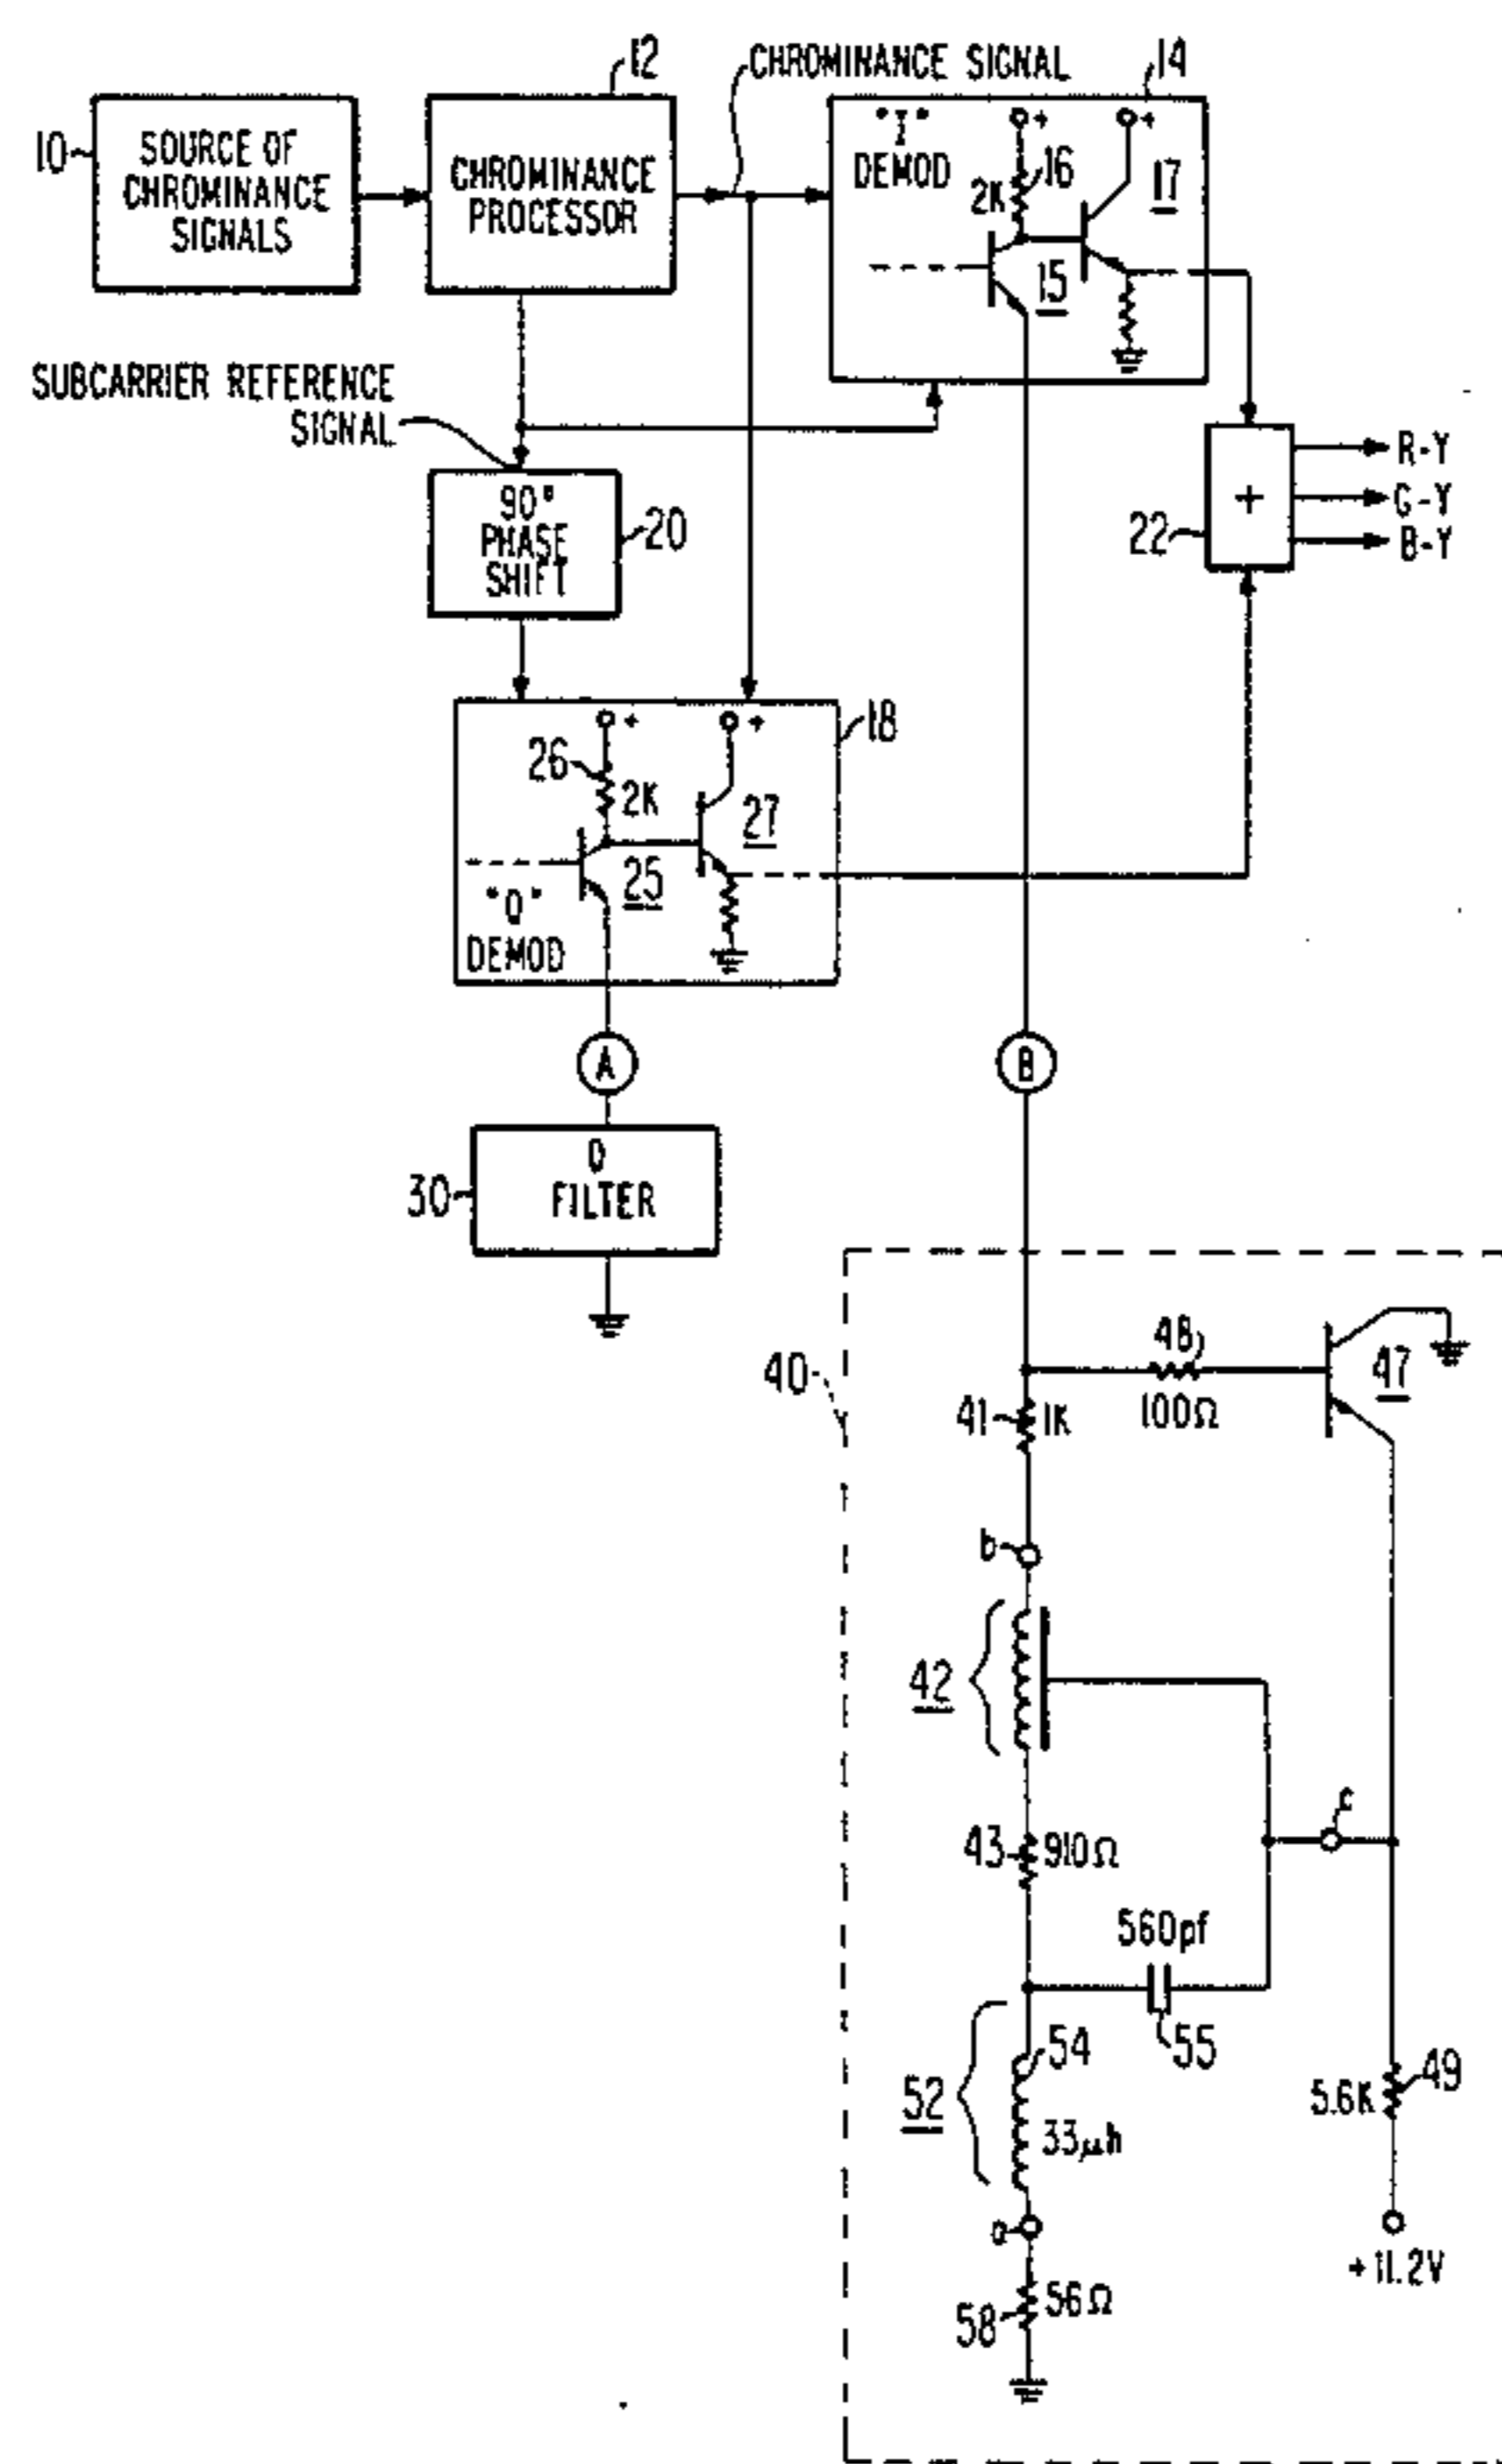 12
CHROMINANCE SIGNAL
14
10
SOURCE OF
CHROMINANCE
SIGNALS
CHROMINANCE
PROCESSOR
"I"
DEMOD
+
+
2K
16
17
15
SUBCARRIER REFERENCE
SIGNAL
90°
PHASE
SHIFT
20
22
+
R-Y
G-Y
B-Y
18
+
+
26
2K
27
25
"Q"
DEMOD
A
B
30
Q
FILTER
40
48
100Ω
47
41
1K
b
42
c
43
910Ω
560pf
55
52
54
33μh
5.6K
49
a
+11.2V
58
56Ω